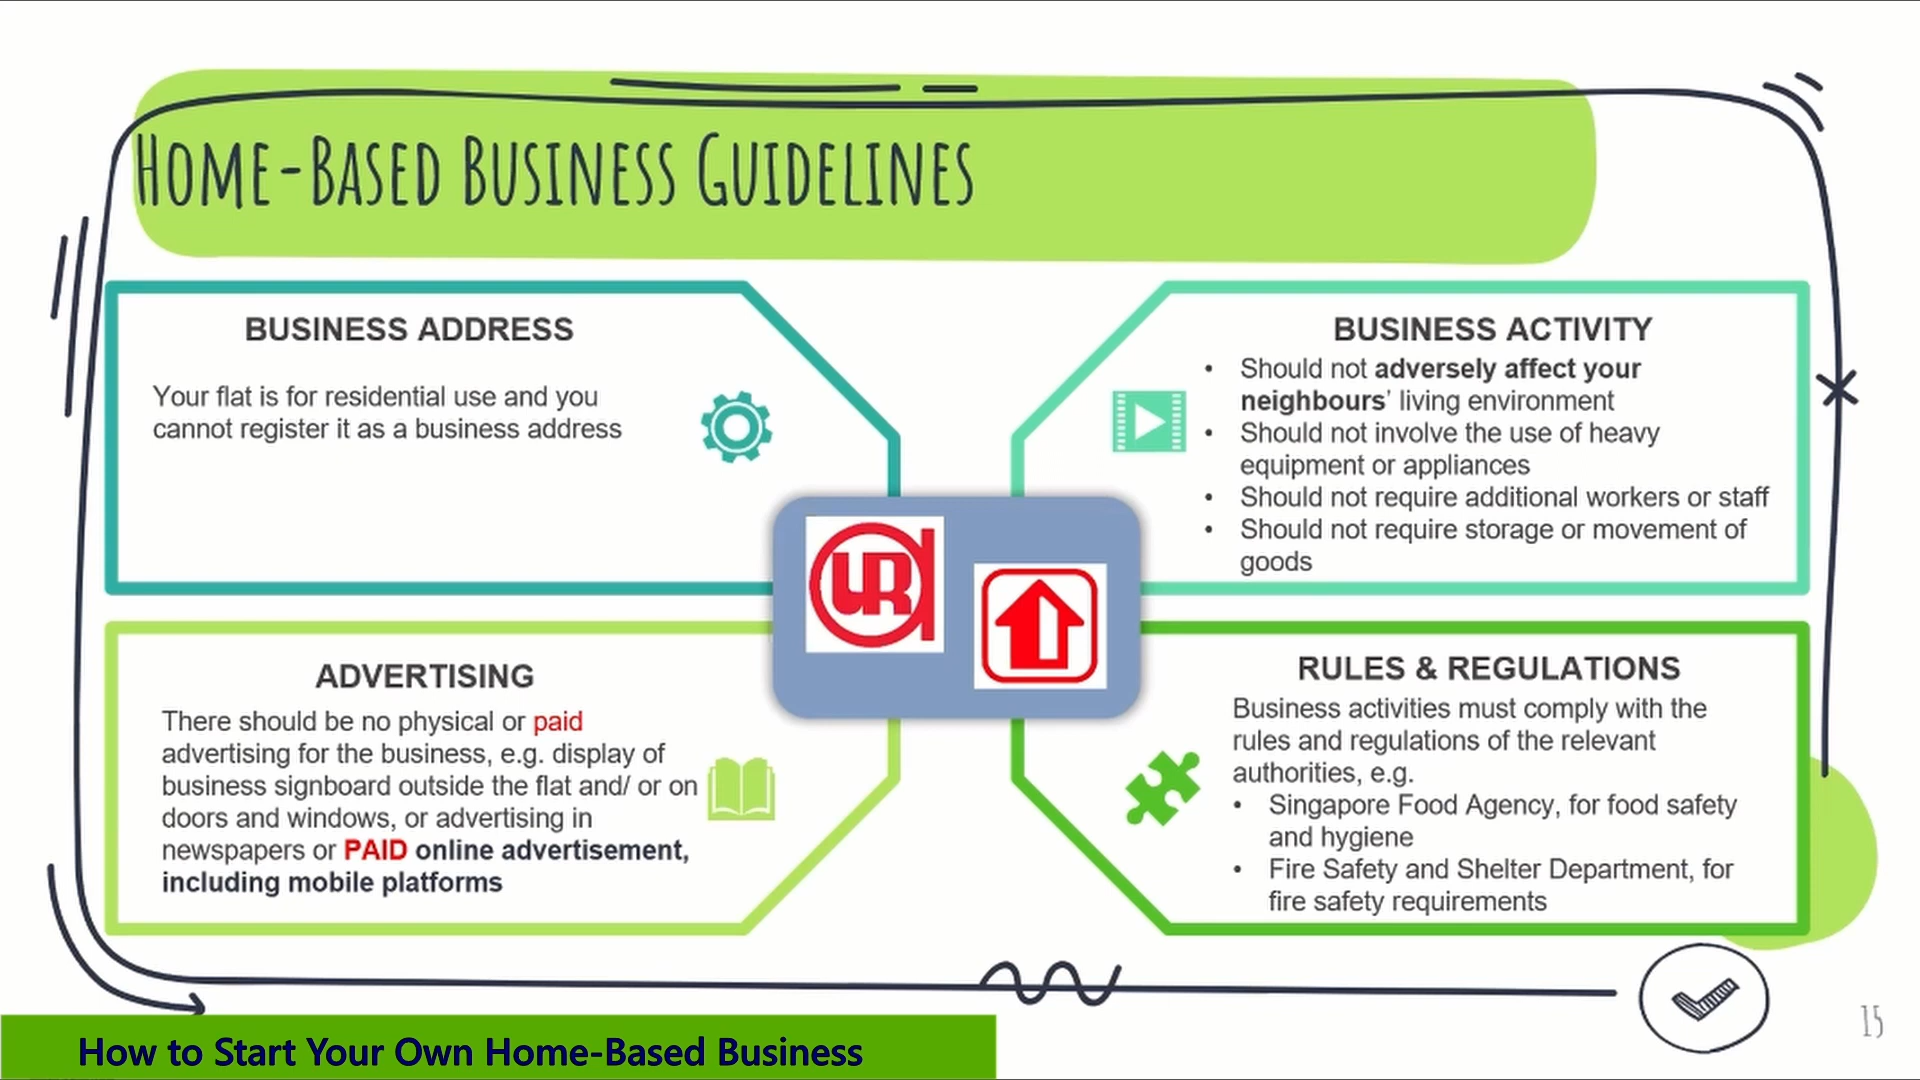 Home-Based Business Guidelines
BUSINESS ADDRESS
Your flat is for residential use and you
cannot register it as a business address
BUSINESS ACTIVITY
• Should not adversely affect your
neighbours' living environment
• Should not involve the use of heavy
equipment or appliances
• Should not require additional workers or staff
• Should not require storage or movement of
goods
URA
ADVERTISING
There should be no physical or paid
advertising for the business, e.g. display of
business signboard outside the flat and/ or on
doors and windows, or advertising in
newspapers or PAID online advertisement,
including mobile platforms
RULES & REGULATIONS
Business activities must comply with the
rules and regulations of the relevant
authorities, e.g.
• Singapore Food Agency, for food safety
and hygiene
• Fire Safety and Shelter Department, for
fire safety requirements
15
How to Start Your Own Home-Based Business